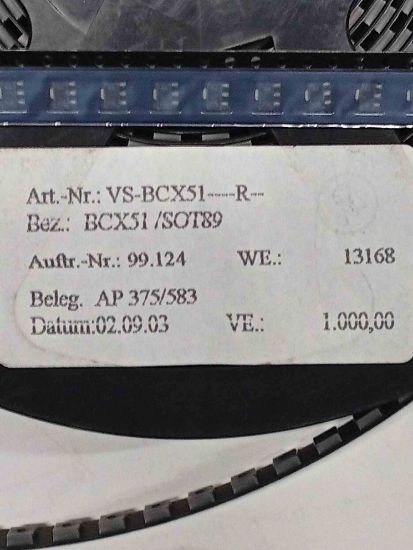 Art.-Nr.: VS-BCX51----R--
Bez.: BCX51 /SOT89
Auftr.-Nr.: 99.124 WE.: 13168
Beleg. AP 375/583
Datum:02.09.03 VE.: 1.000,00